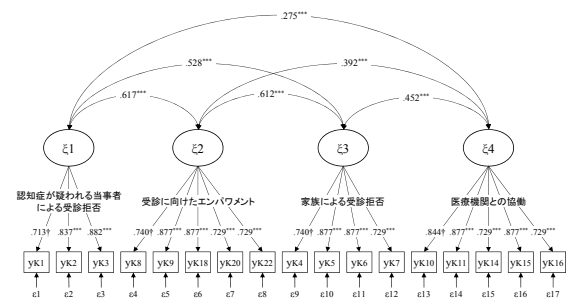 .275***
.528*** .392***
.617*** .612*** .452***
ξ1 ξ2 ξ3 ξ4
認知症が疑われる当事者
による受診拒否
受診に向けたエンパワメント
家族による受診拒否
医療機関との協働
.713† .837*** .882*** .740† .877*** .877*** .729*** .729*** .740† .877*** .877*** .729*** .844† .877*** .729*** .877*** .729***
yK1 yK2 yK3 yK8 yK9 yK18 yK20 yK22 yK4 yK5 yK6 yK7 yK10 yK11 yK14 yK15 yK16
ε1 ε2 ε3 ε4 ε5 ε6 ε7 ε8 ε9 ε10 ε11 ε12 ε13 ε14 ε15 ε16 ε17